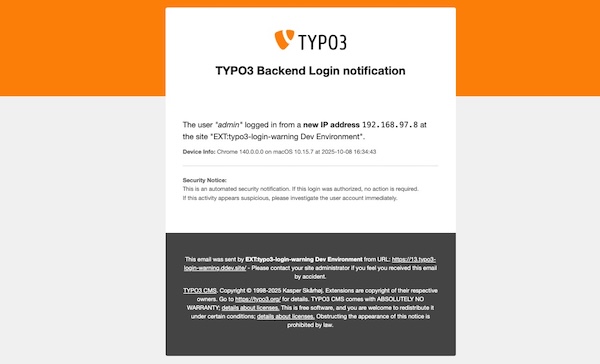 TYPO3
TYPO3 Backend Login notification
The user "admin" logged in from a new IP address 192.168.97.8 at
the site "EXT:typo3-login-warning Dev Environment".
Device Info: Chrome 140.0.0.0 on macOS 10.15.7 at 2025-10-08 16:34:43
Security Notice:
This is an automated security notification. If this login was authorized, no action is required.
If this activity appears suspicious, please investigate the user account immediately.
This email was sent by EXT:typo3-login-warning Dev Environment from URL: https://13.typo3-
login-warning.ddev.site/ - Please contact your site administrator if you feel you received this email
by accident.
TYPO3 CMS. Copyright © 1998-2025 Kasper Skårhøj. Extensions are copyright of their respective
owners. Go to https://typo3.org/ for details. TYPO3 CMS comes with ABSOLUTELY NO
WARRANTY; details about licenses. This is free software, and you are welcome to redistribute it
under certain conditions; details about licenses. Obstructing the appearance of this notice is
prohibited by law.